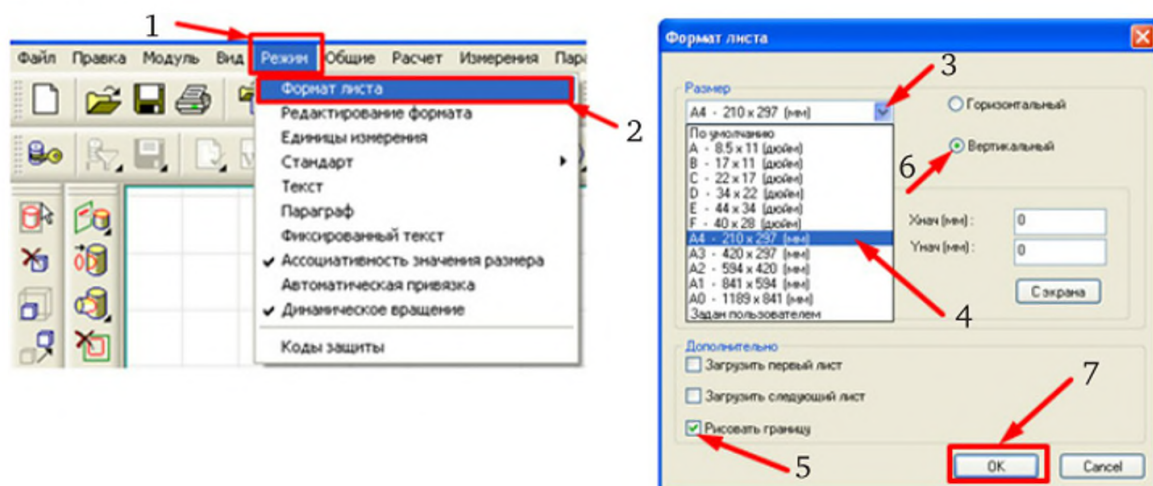 1
Файл Правка Модуль Вид Режим Общие Расчет Измерения Пара
Формат листа
2
Редактирование формата
Единицы измерения
Стандарт
Текст
Параграф
Фиксированный текст
Ассоциативность значения размера
Автоматическая привязка
Динамическое вращение
Коды защиты
Формат листа
Размер
3
A4 - 210 x 297 (мм)
Горизонтальный
Вертикальный
6
По умолчанию
A - 8.5 x 11 (дюйм)
B - 17 x 11 (дюйм)
C - 22 x 17 (дюйм)
D - 34 x 22 (дюйм)
E - 44 x 34 (дюйм)
F - 40 x 28 (дюйм)
A4 - 210 x 297 (мм)
A3 - 420 x 297 (мм)
A2 - 594 x 420 (мм)
A1 - 841 x 594 (мм)
A0 - 1189 x 841 (мм)
Задан пользователем
4
Xнач (мм) : 0
Yнач (мм) : 0
С экрана
Дополнительно
Загрузить первый лист
Загрузить следующий лист
Рисовать границу
5
7
OK Cancel